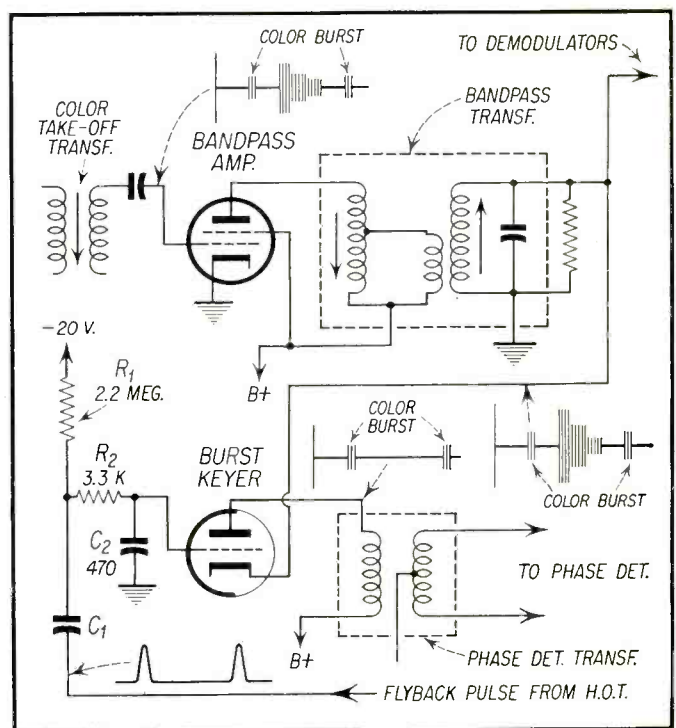 COLOR BURST
TO DEMODULATORS
COLOR
TAKE-OFF
TRANSF.
BANDPASS
AMP.
BANDPASS
TRANSF.
-20 V.
R1
2.2 MEG.
B+
R2
3.3 K
BURST
KEYER
COLOR
BURST
COLOR BURST
C2
470
TO PHASE DET.
C1
B+
PHASE DET. TRANSF.
FLYBACK PULSE FROM H.O.T.